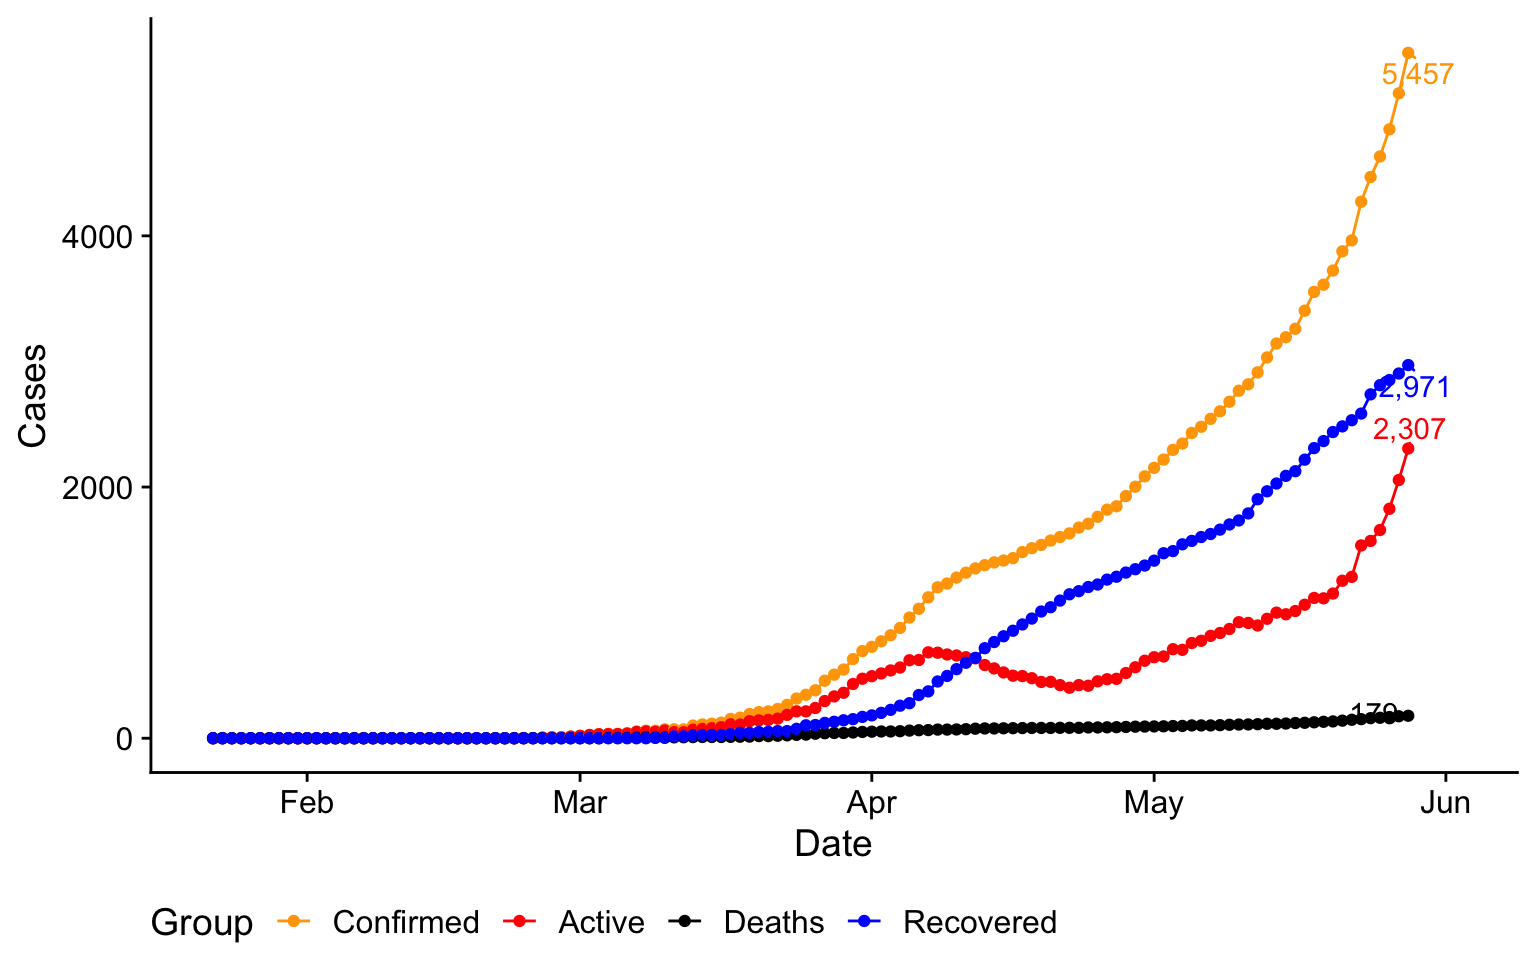 5,457
4000
2,971
2,307
2000
179
0
Feb Mar Apr May Jun
Cases
Date
Group Confirmed Active Deaths Recovered